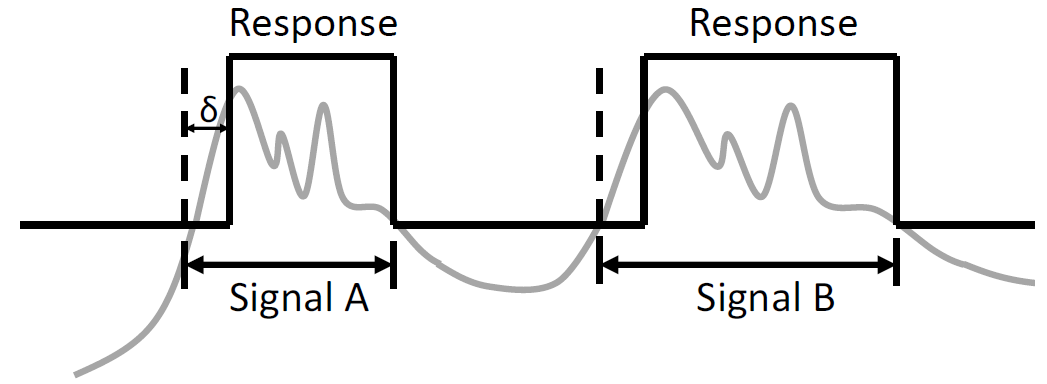 Response
Response
δ
Signal A
Signal B